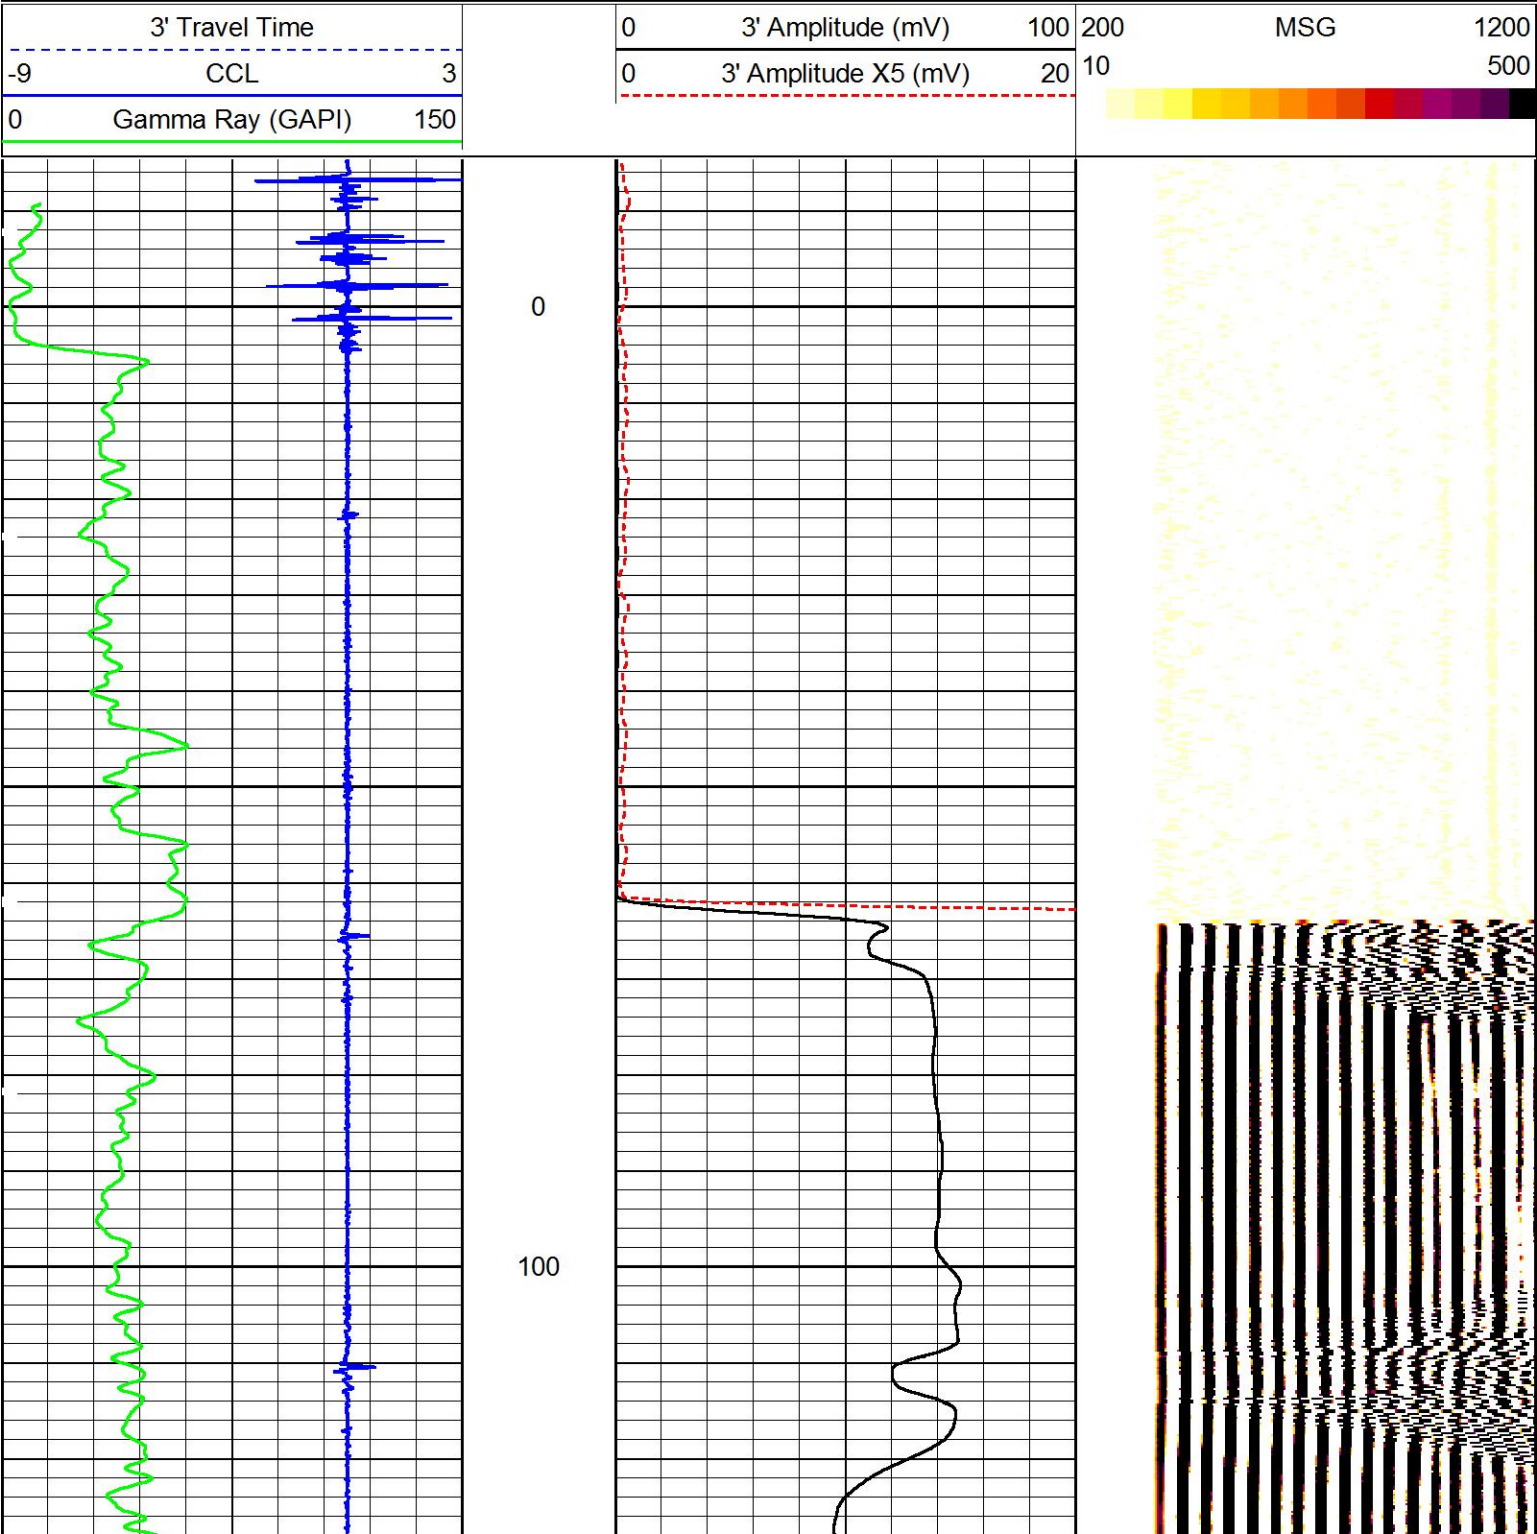 3' Travel Time
-9 CCL 3
0 Gamma Ray (GAPI) 150
0 3' Amplitude (mV) 100
0 3' Amplitude X5 (mV) 20
200 MSG 1200
10 500
0
100